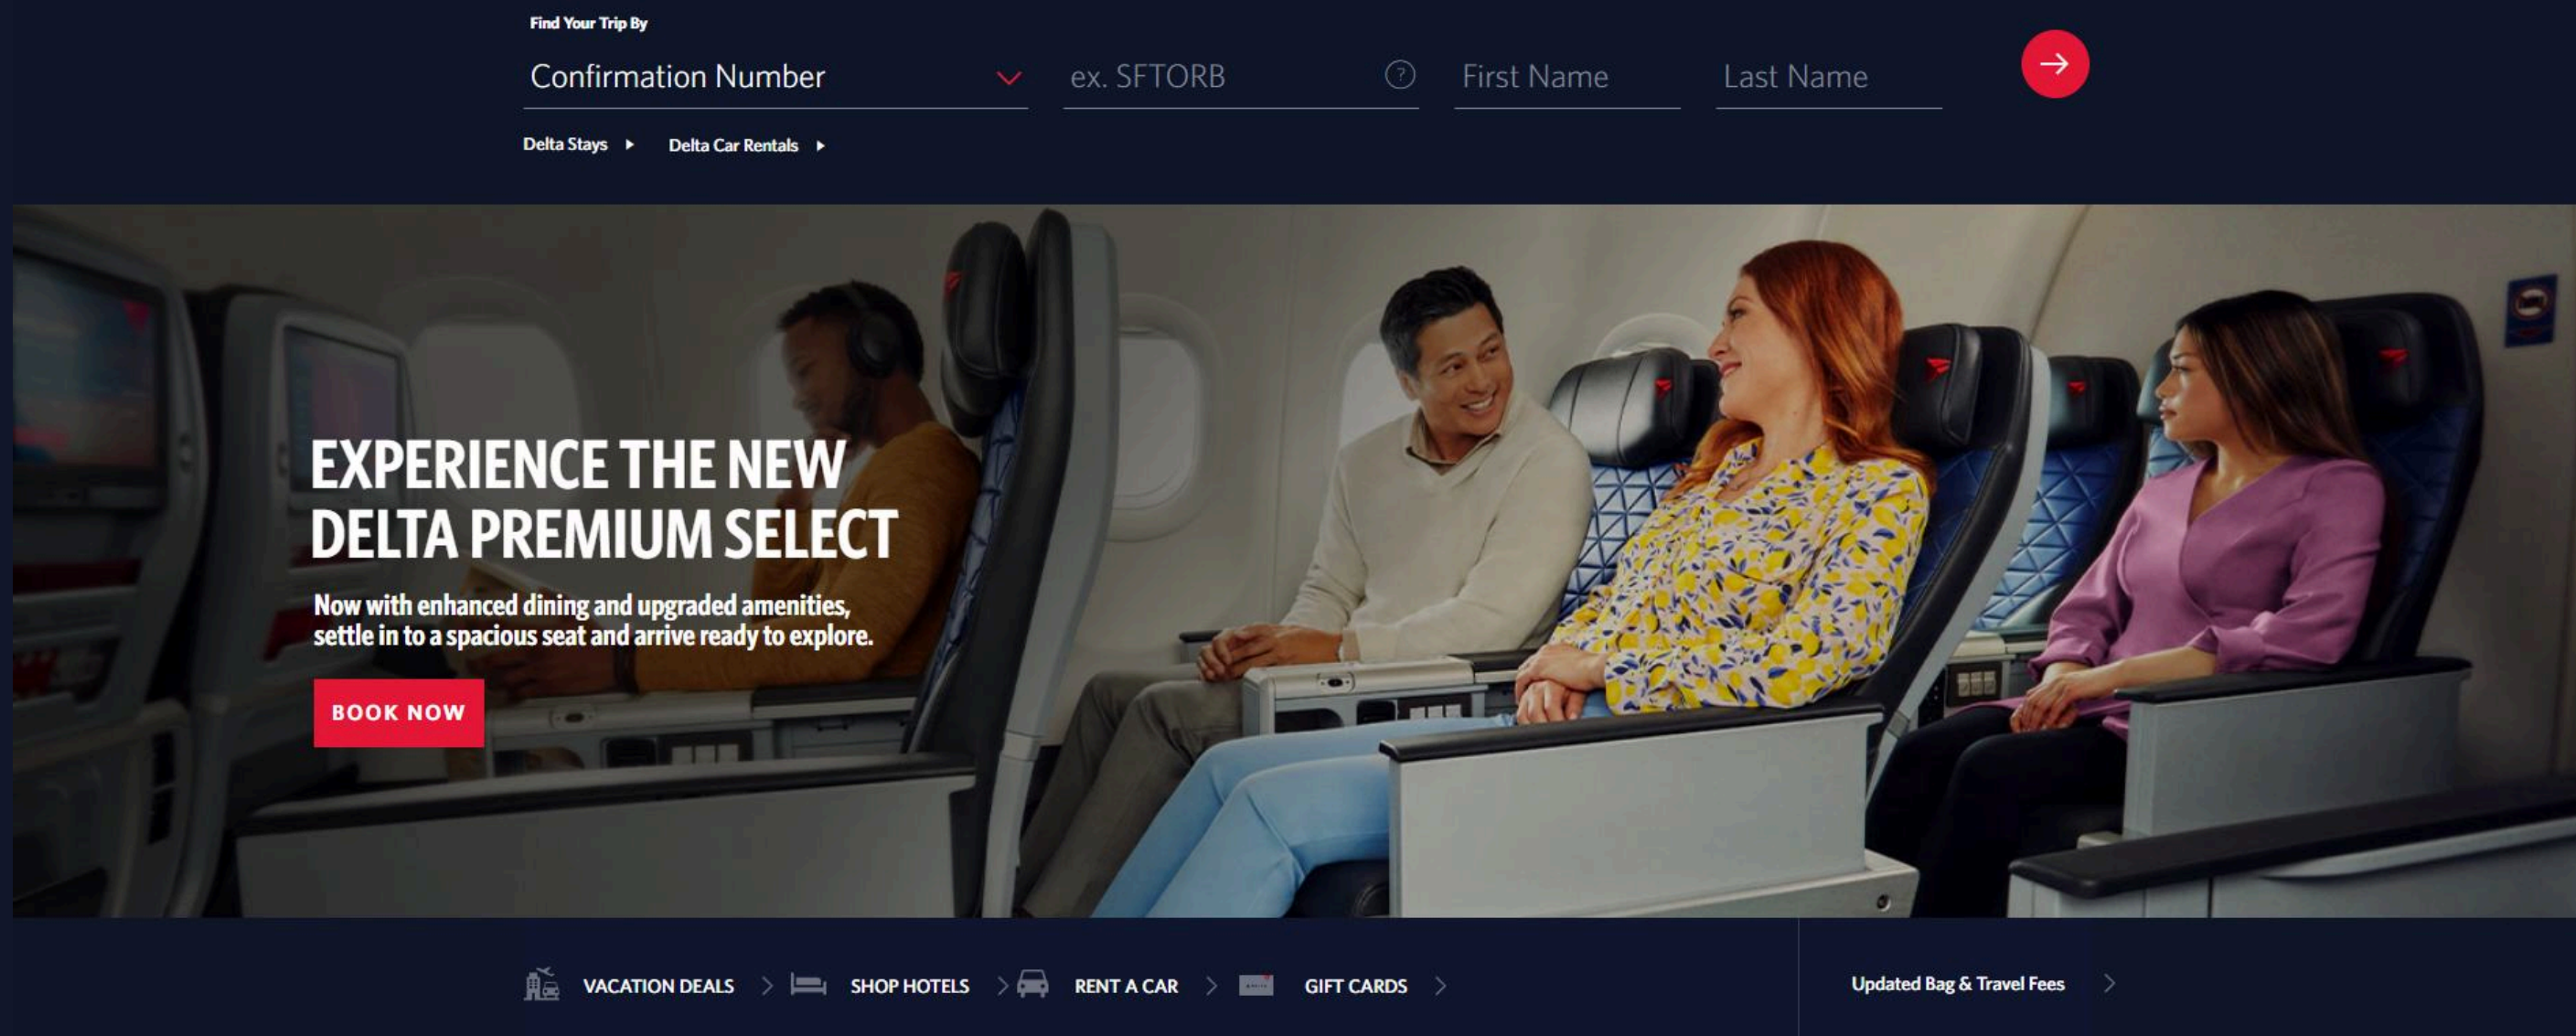 Find Your Trip By
Confirmation Number
ex. SFTORB
?
First Name
Last Name
Delta Stays
Delta Car Rentals
EXPERIENCE THE NEW
DELTA PREMIUM SELECT
Now with enhanced dining and upgraded amenities,
settle in to a spacious seat and arrive ready to explore.
BOOK NOW
VACATION DEALS
SHOP HOTELS
RENT A CAR
GIFT CARDS
Updated Bag & Travel Fees